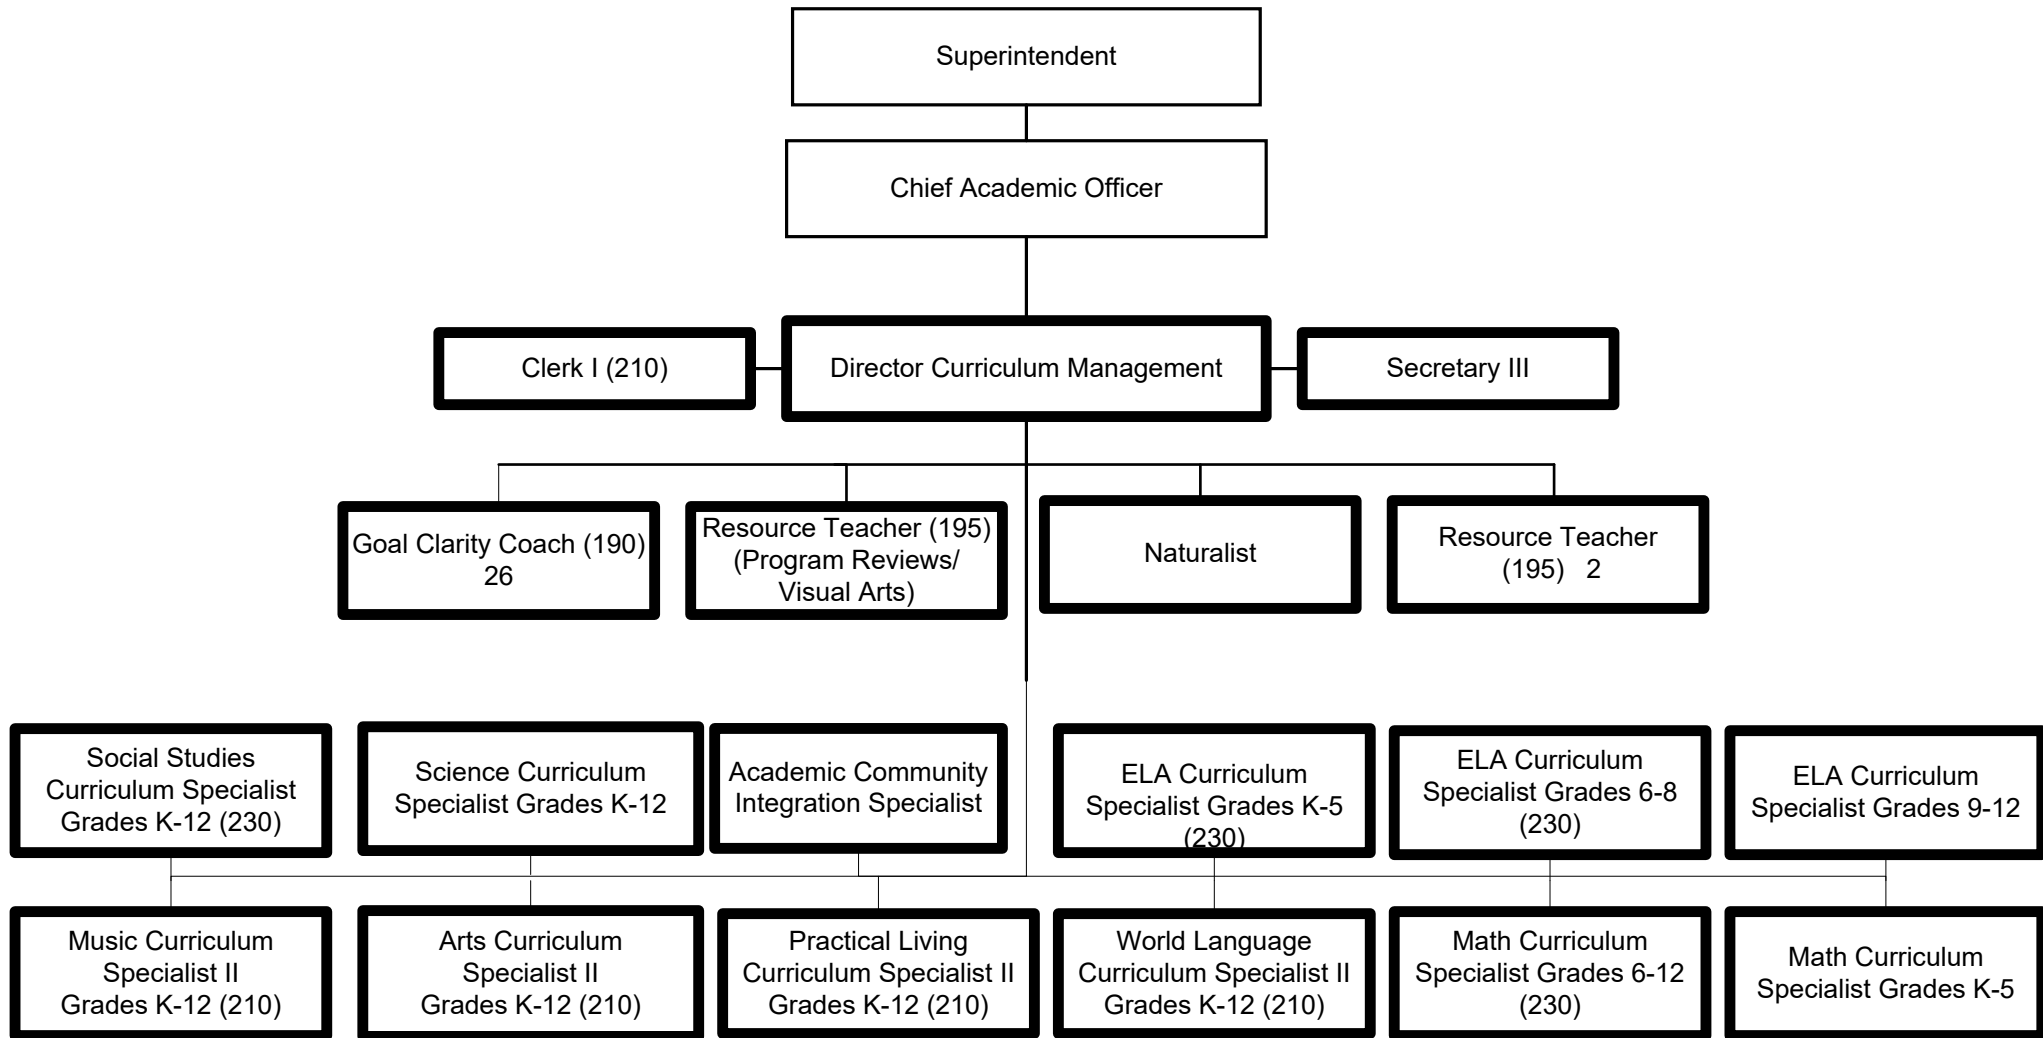 Superintendent
Chief Academic Officer
Clerk I (210)
Director Curriculum Management
Secretary III
Goal Clarity Coach (190)
26
Resource Teacher (195)
(Program Reviews/
Visual Arts)
Naturalist
Resource Teacher
(195)   2
Social Studies
Curriculum Specialist
Grades K-12 (230)
Science Curriculum
Specialist Grades K-12
Academic Community
Integration Specialist
ELA Curriculum
Specialist Grades K-5
(230)
ELA Curriculum
Specialist Grades 6-8
(230)
ELA Curriculum
Specialist Grades 9-12
Music Curriculum
Specialist II
Grades K-12 (210)
Arts Curriculum
Specialist II
Grades K-12 (210)
Practical Living
Curriculum Specialist II
Grades K-12 (210)
World Language
Curriculum Specialist II
Grades K-12 (210)
Math Curriculum
Specialist Grades 6-12
(230)
Math Curriculum
Specialist Grades K-5